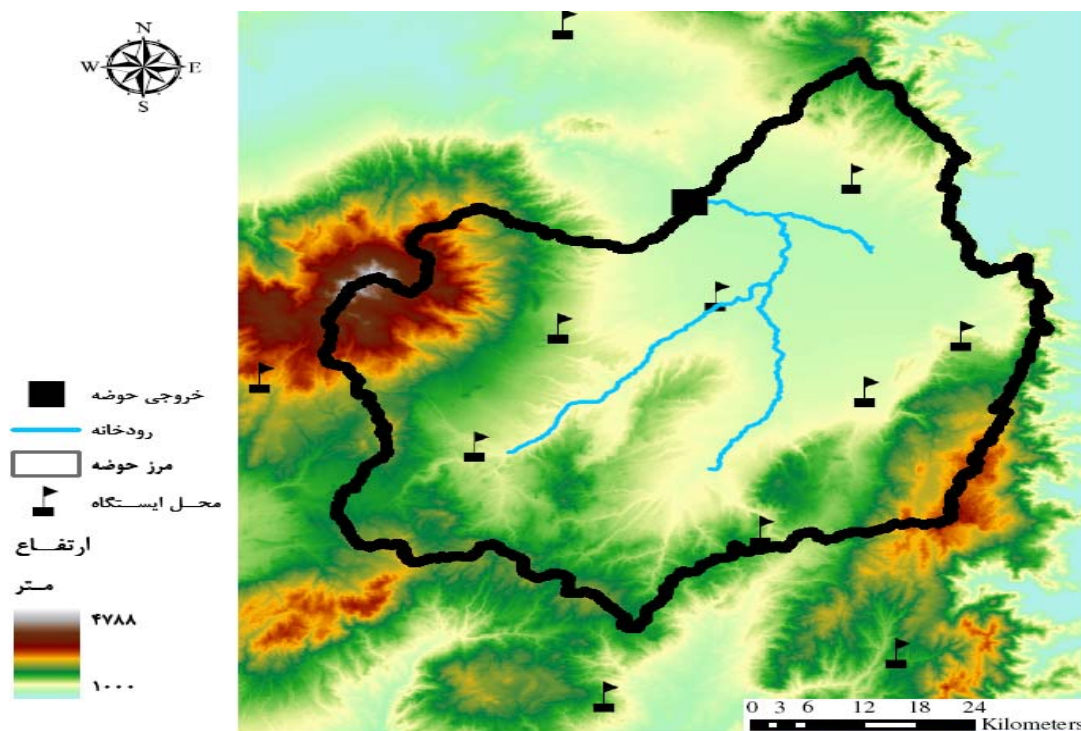 N
W E
S
خروجی حوضه
رودخانه
مرز حوضه
محل ایستگاه
ارتفاع
متر
۴۷۸۸
۱۰۰۰
0 3 6 12 18 24
Kilometers